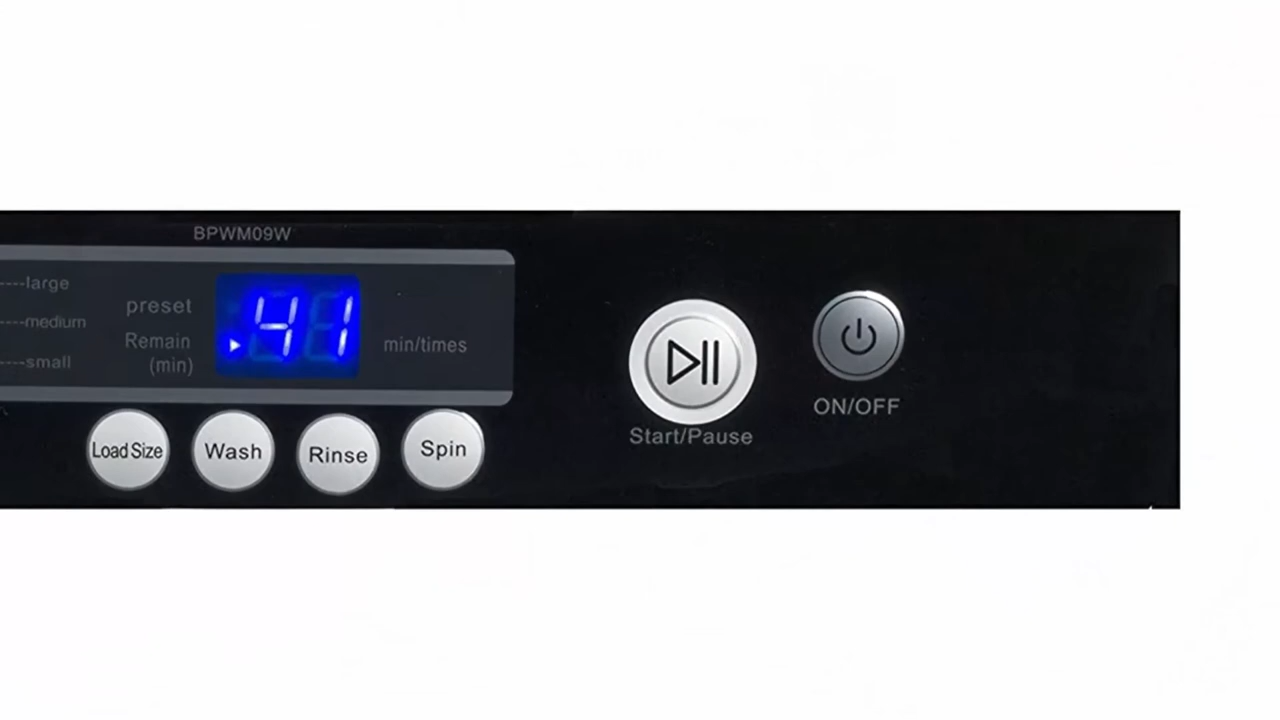 BPWM09W
----large
----medium
----small
preset
Remain
(min)
41
min/times
Load Size
Wash
Rinse
Spin
Start/Pause
ON/OFF